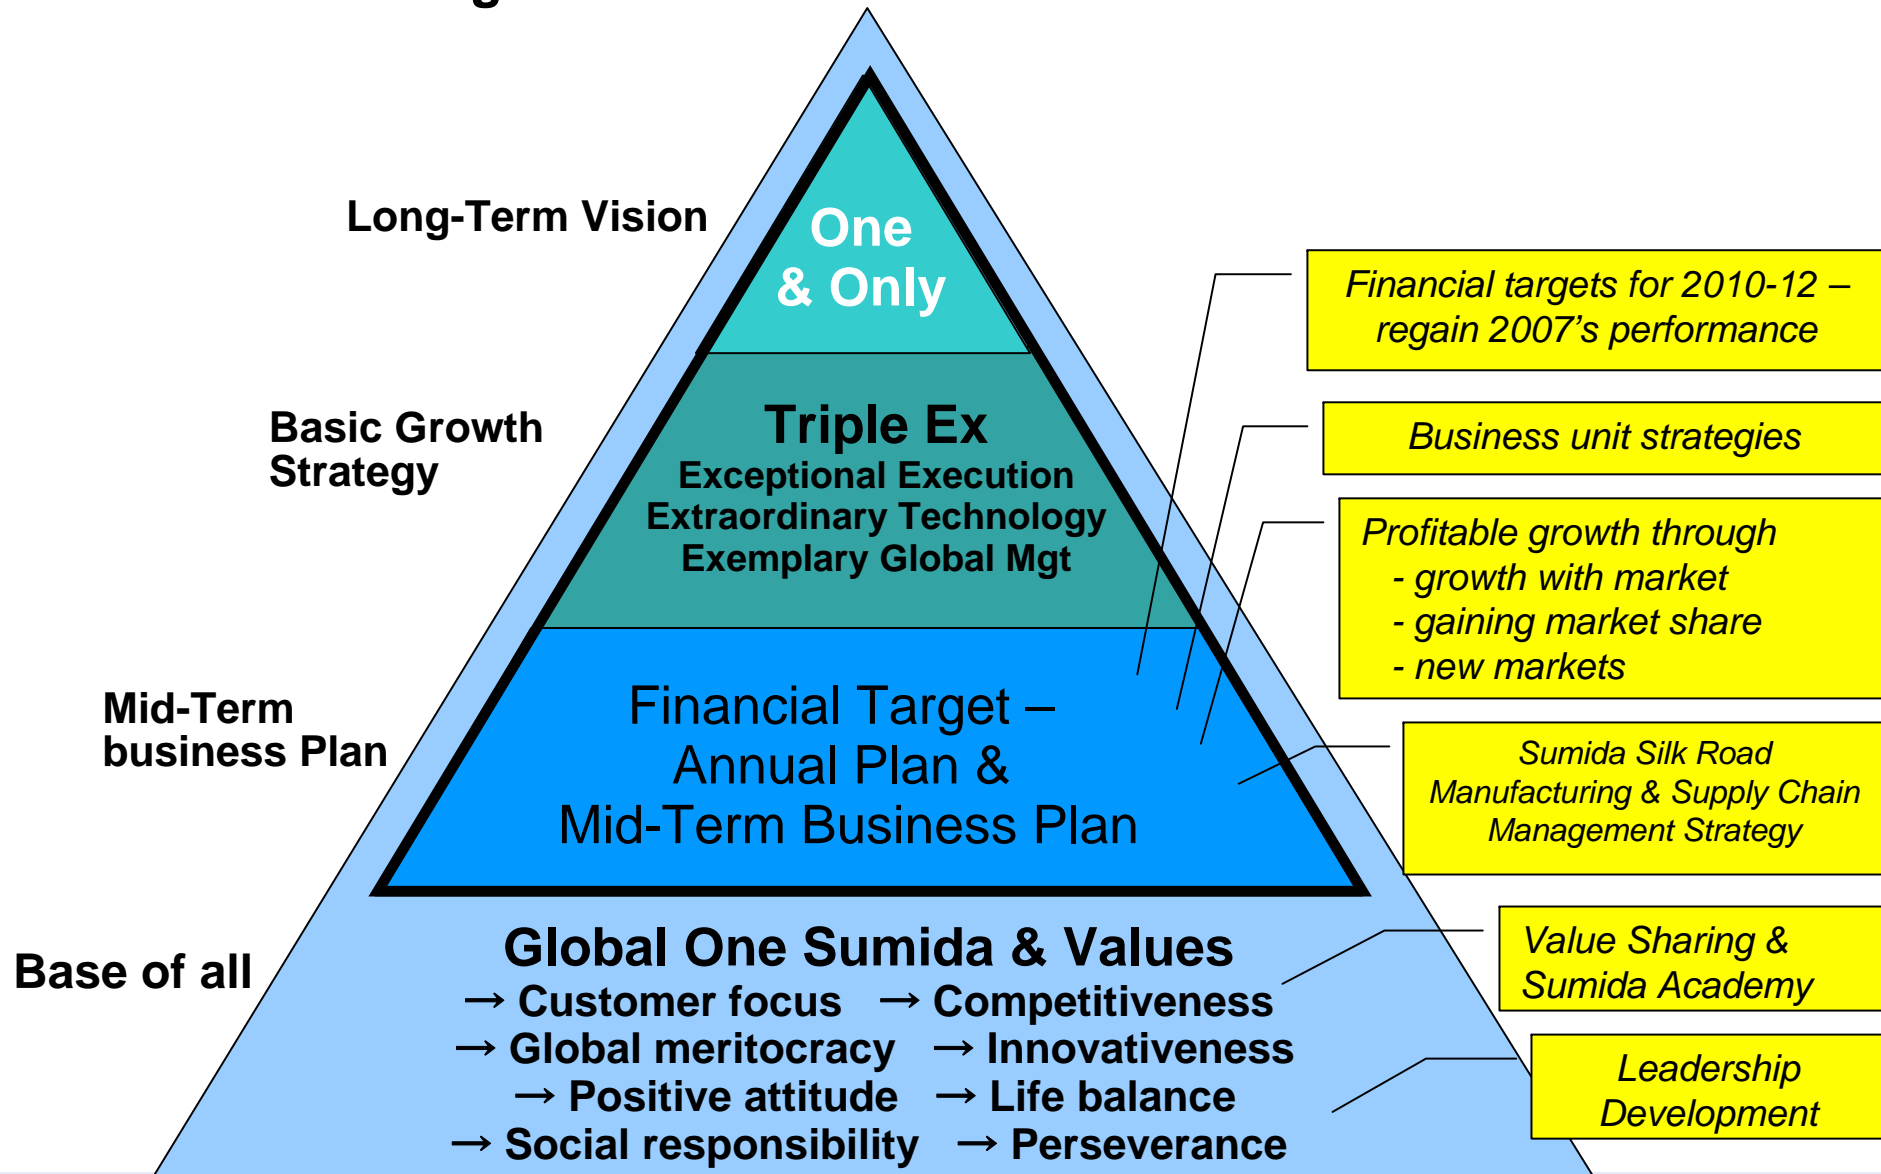 Long-Term Vision
One
& Only
Basic Growth
Strategy
Triple Ex
Exceptional Execution
Extraordinary Technology
Exemplary Global Mgt
Mid-Term
business Plan
Financial Target –
Annual Plan &
Mid-Term Business Plan
Base of all
Global One Sumida & Values
→ Customer focus → Competitiveness
→ Global meritocracy → Innovativeness
→ Positive attitude → Life balance
→ Social responsibility → Perseverance
Financial targets for 2010-12 –
regain 2007's performance
Business unit strategies
Profitable growth through
- growth with market
- gaining market share
- new markets
Sumida Silk Road
Manufacturing & Supply Chain
Management Strategy
Value Sharing &
Sumida Academy
Leadership
Development